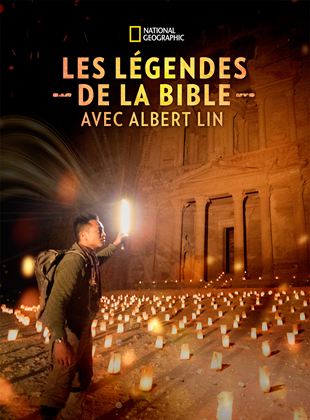 NATIONAL
GEOGRAPHIC
LES LÉGENDES
DE LA BIBLE
AVEC ALBERT LIN